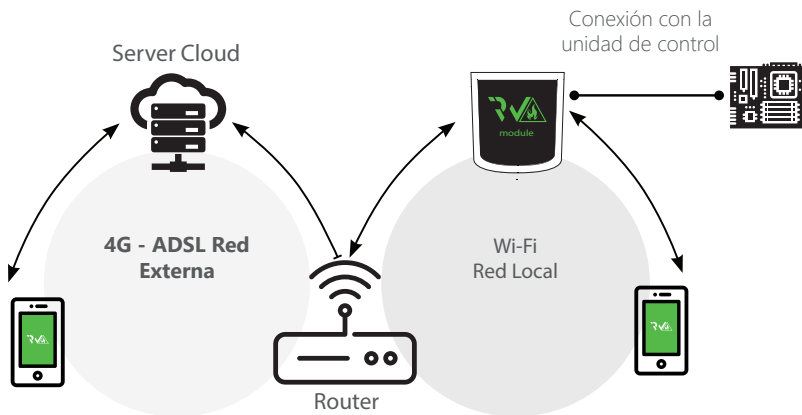 Conexión con la
unidad de control
Server Cloud
module
4G - ADSL Red
Externa
Wi-Fi
Red Local
Router